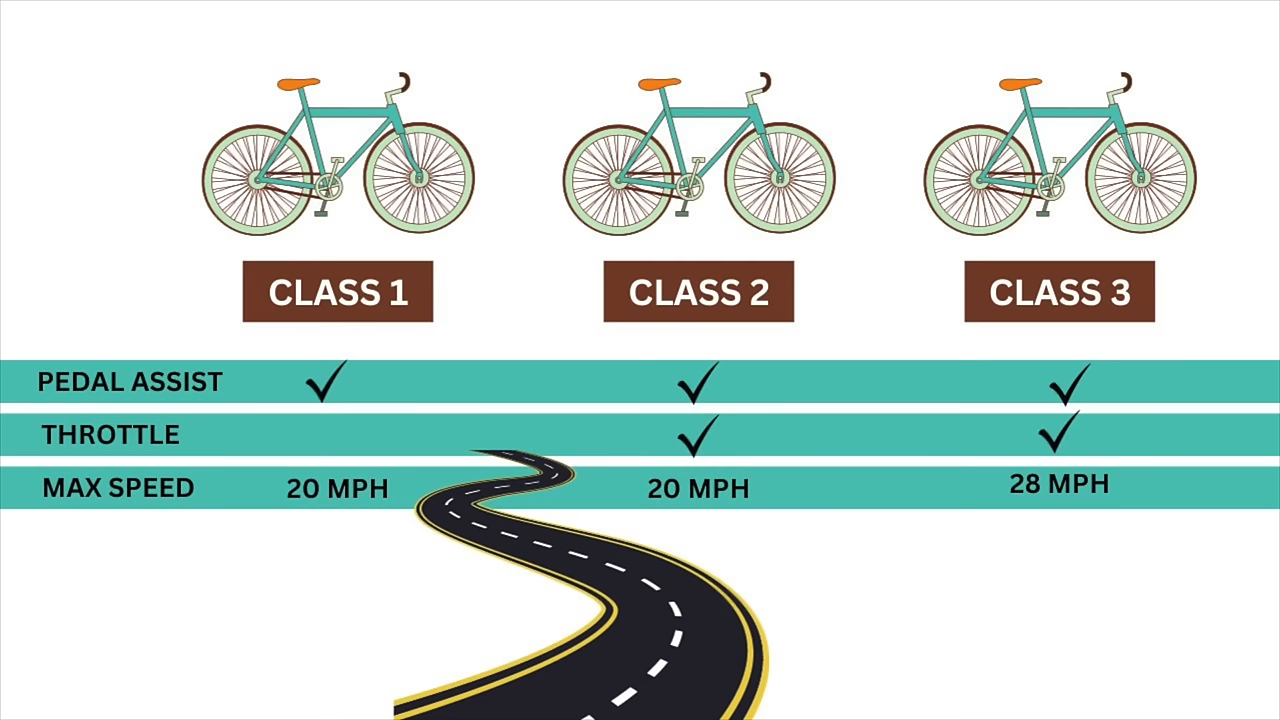 CLASS 1 CLASS 2 CLASS 3
PEDAL ASSIST
THROTTLE
MAX SPEED 20 MPH 20 MPH 28 MPH